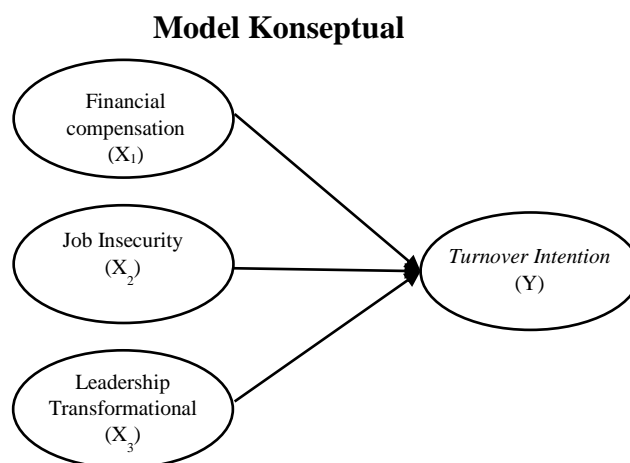 Model Konseptual
Financial
compensation
(X₁)
Job Insecurity
(X₂)
Turnover Intention
(Y)
Leadership
Transformational
(X₃)